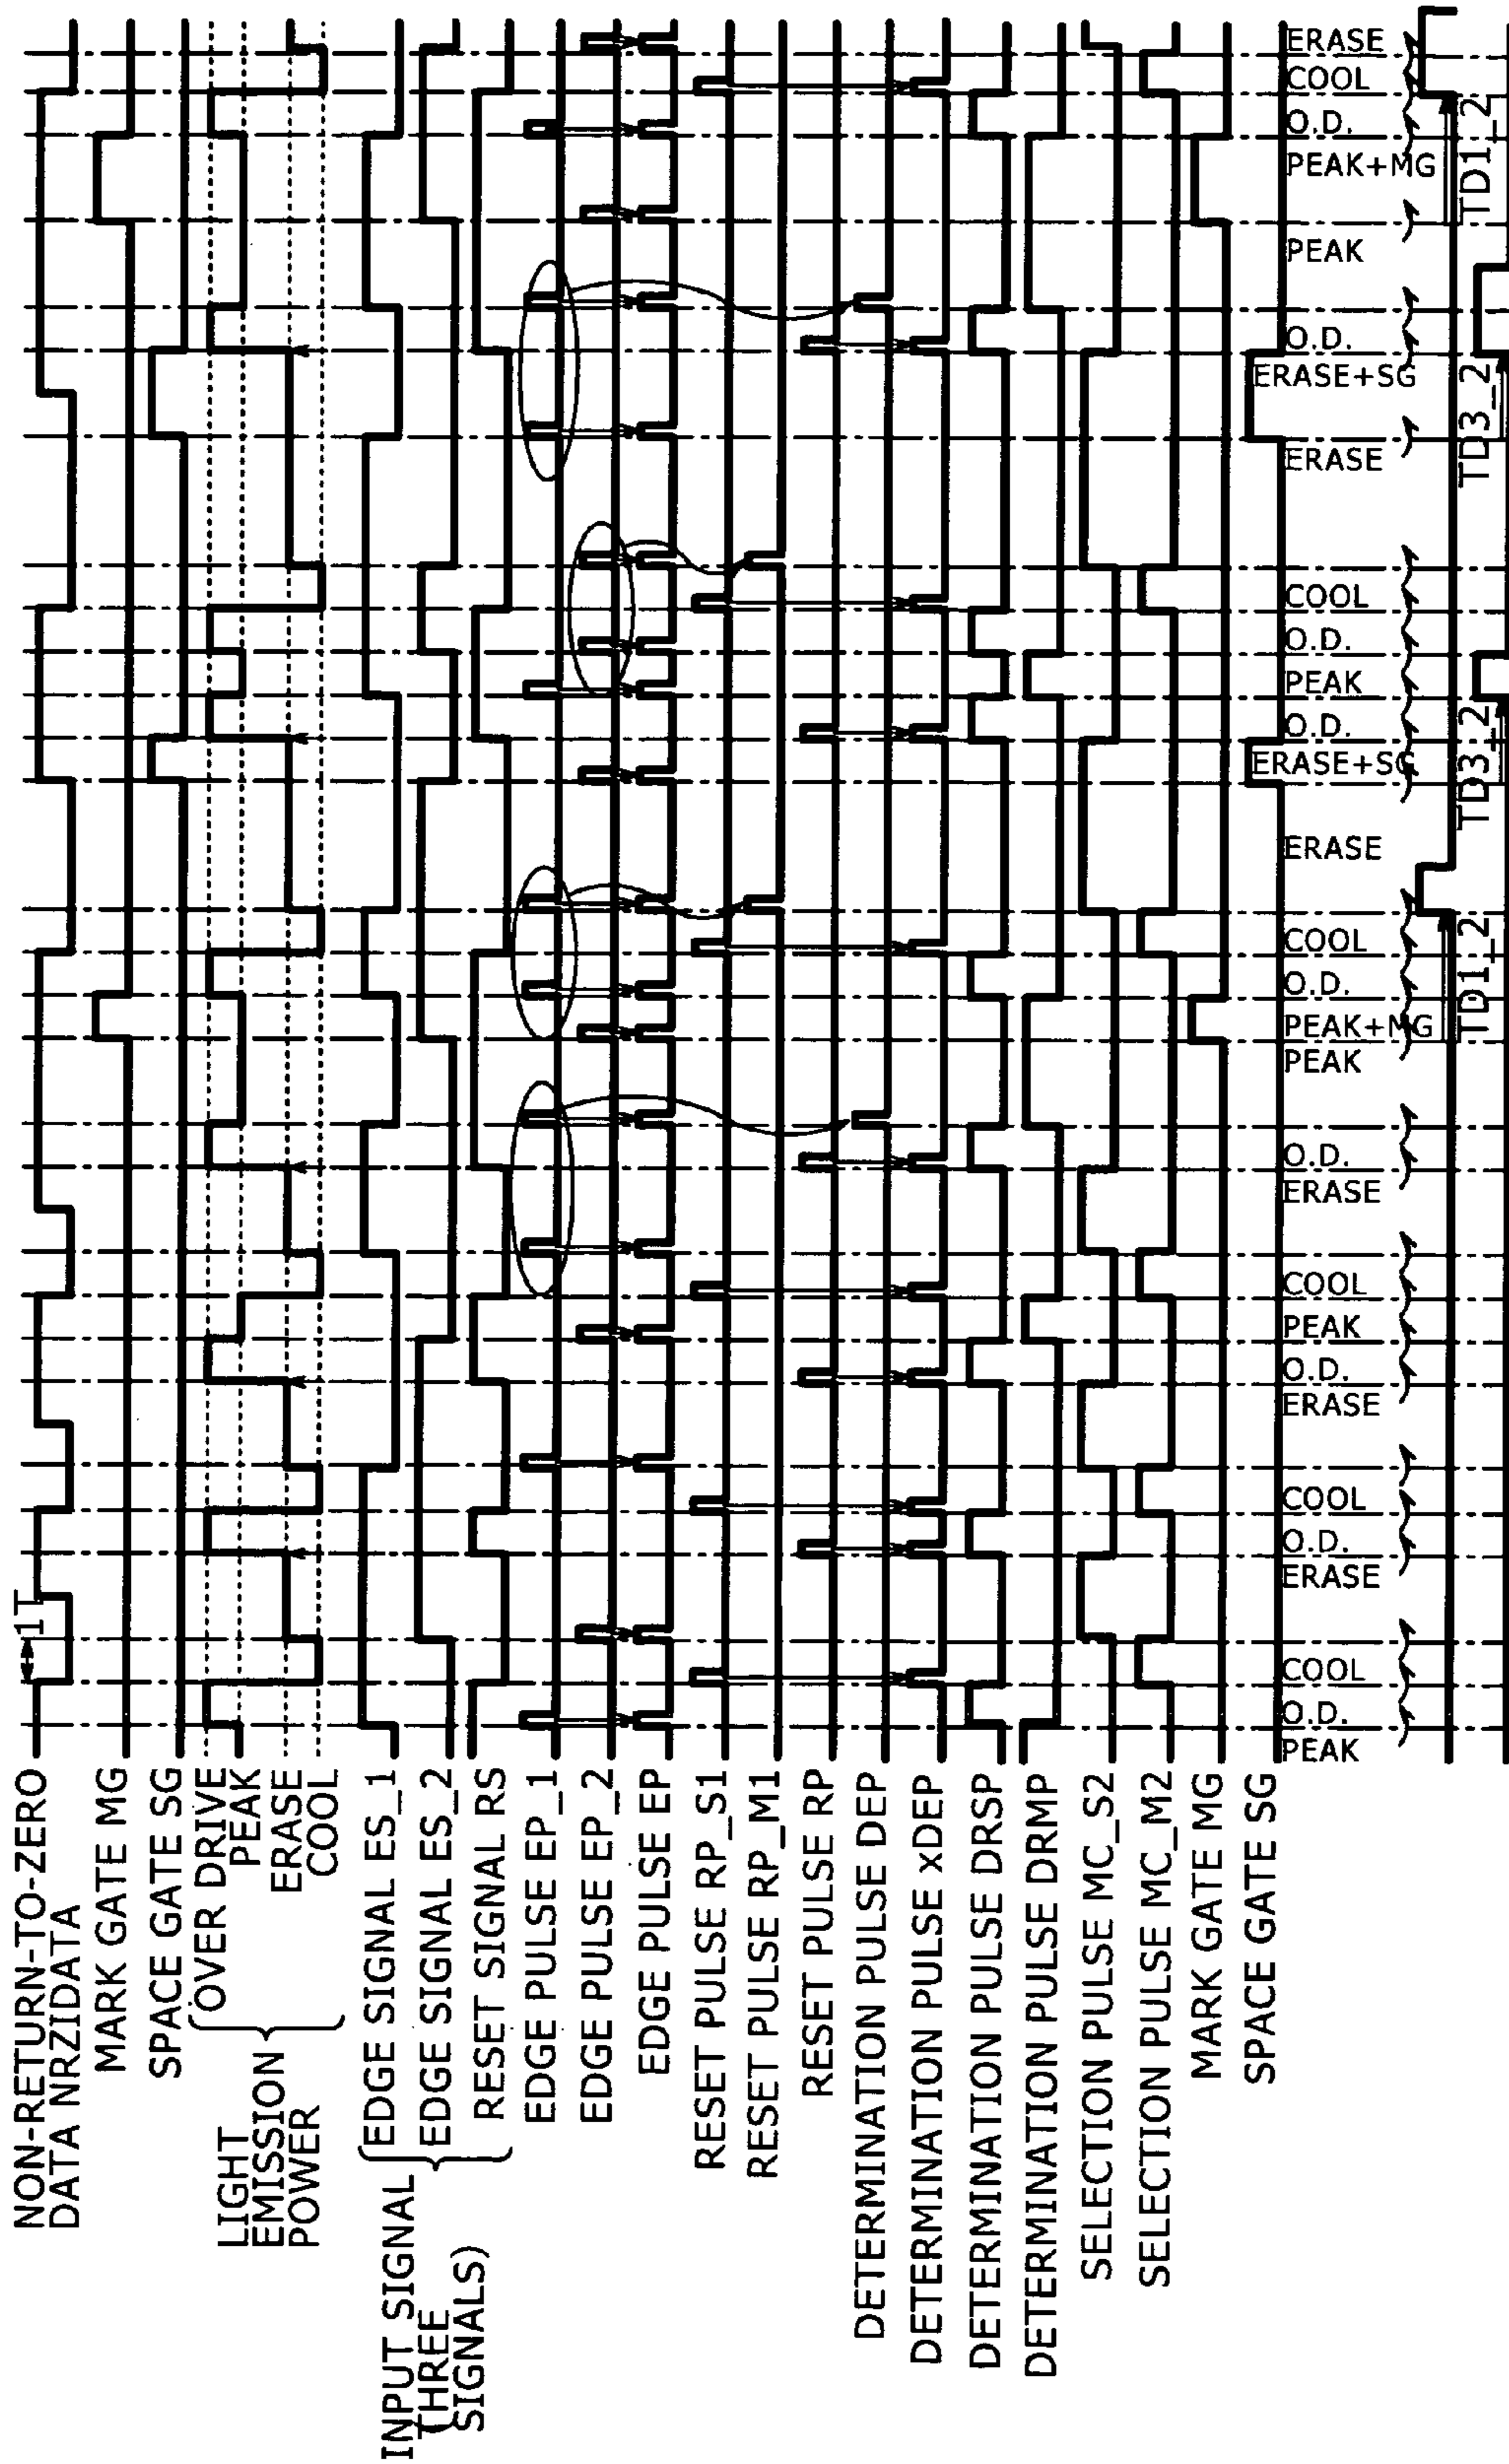 NON-RETURN-TO-ZERO
DATA NRZIDATA
1T
MARK GATE MG
SPACE GATE SG
LIGHT
EMISSION
POWER
OVER DRIVE
PEAK
ERASE
COOL
INPUT SIGNAL
(THREE
SIGNALS)
EDGE SIGNAL ES_1
EDGE SIGNAL ES_2
RESET SIGNAL RS
EDGE PULSE EP_1
EDGE PULSE EP_2
EDGE PULSE EP
RESET PULSE RP_S1
RESET PULSE RP_M1
RESET PULSE RP
DETERMINATION PULSE DEP
DETERMINATION PULSE xDEP
DETERMINATION PULSE DRSP
DETERMINATION PULSE DRMP
SELECTION PULSE MC_S2
SELECTION PULSE MC_M2
MARK GATE MG
SPACE GATE SG
PEAK
O.D.
COOL
ERASE
O.D.
COOL
ERASE
O.D.
PEAK
COOL
ERASE
O.D.
PEAK
PEAK+MG
O.D.
COOL
ERASE
ERASE+SG
O.D.
PEAK
O.D.
COOL
ERASE
ERASE+SG
O.D.
PEAK
PEAK+MG
O.D.
COOL
ERASE
TD1_2
TD3_2
TD3_2
TD1_2